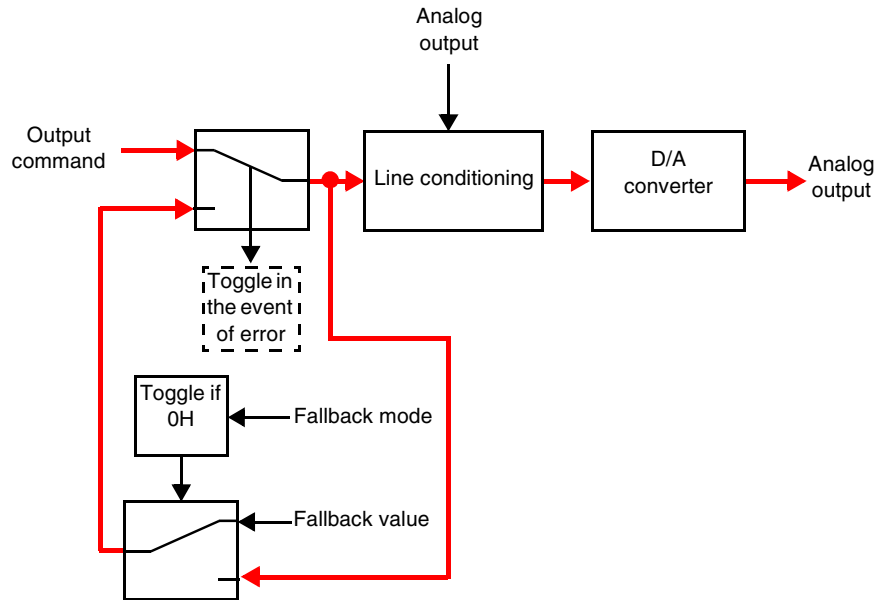 Analog
output
Output
command
Line conditioning
D/A
converter
Analog
output
Toggle in
the event
of error
Toggle if
0H
Fallback mode
Fallback value